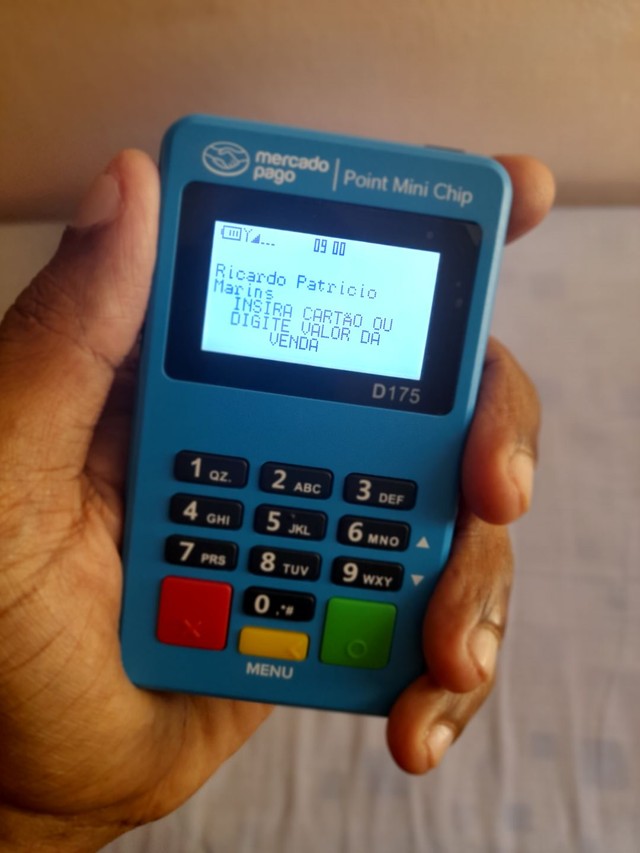 mercado
pago
Point Mini Chip
09 00
Ricardo Patricio
Marins
INSIRA CARTÃO OU
DIGITE VALOR DA
VENDA
D175
1 QZ. 2 ABC 3 DEF
4 GHI 5 JKL 6 MNO
7 PRS 8 TUV 9 WXY
0 .*#
MENU